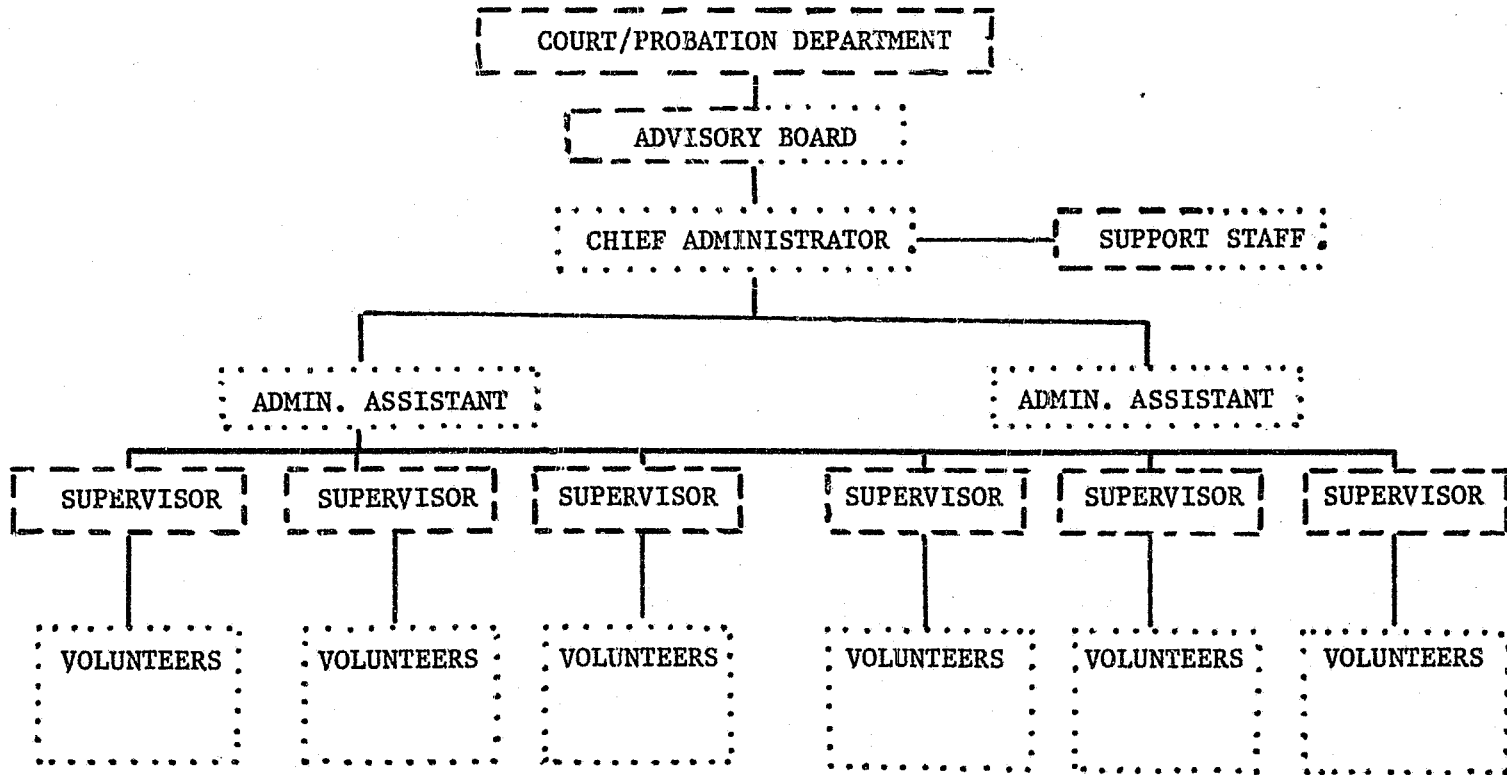 COURT/PROBATION DEPARTMENT
ADVISORY BOARD
CHIEF ADMINISTRATOR
SUPPORT STAFF
ADMIN. ASSISTANT
ADMIN. ASSISTANT
SUPERVISOR
SUPERVISOR
SUPERVISOR
SUPERVISOR
SUPERVISOR
SUPERVISOR
VOLUNTEERS
VOLUNTEERS
VOLUNTEERS
VOLUNTEERS
VOLUNTEERS
VOLUNTEERS